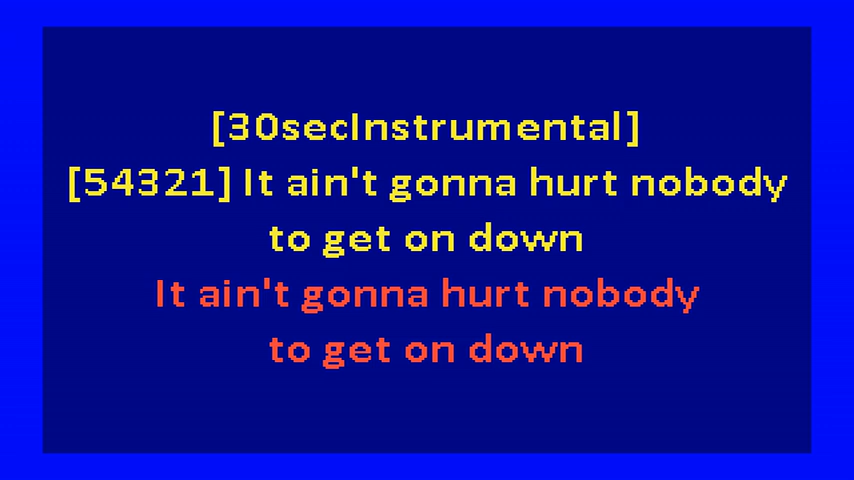 [30secInstrumental]
[54321] It ain't gonna hurt nobody
to get on down
It ain't gonna hurt nobody
to get on down